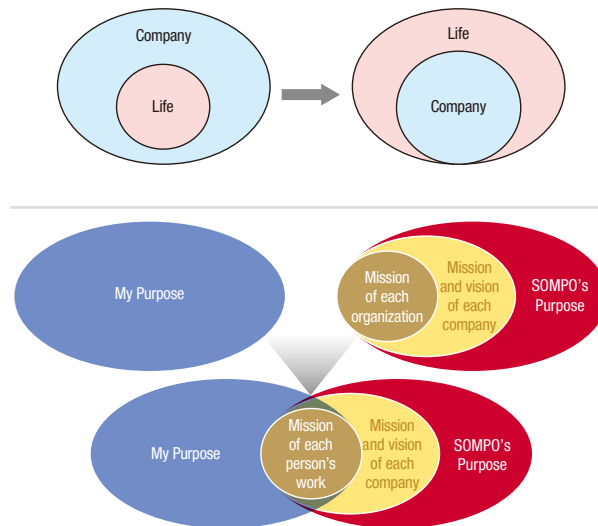 Company
Life
Life
Company
My Purpose
Mission
of each
organization
Mission
and vision
of each
company
SOMPO's
Purpose
My Purpose
Mission
of each
person's
work
Mission
and vision
of each
company
SOMPO's
Purpose